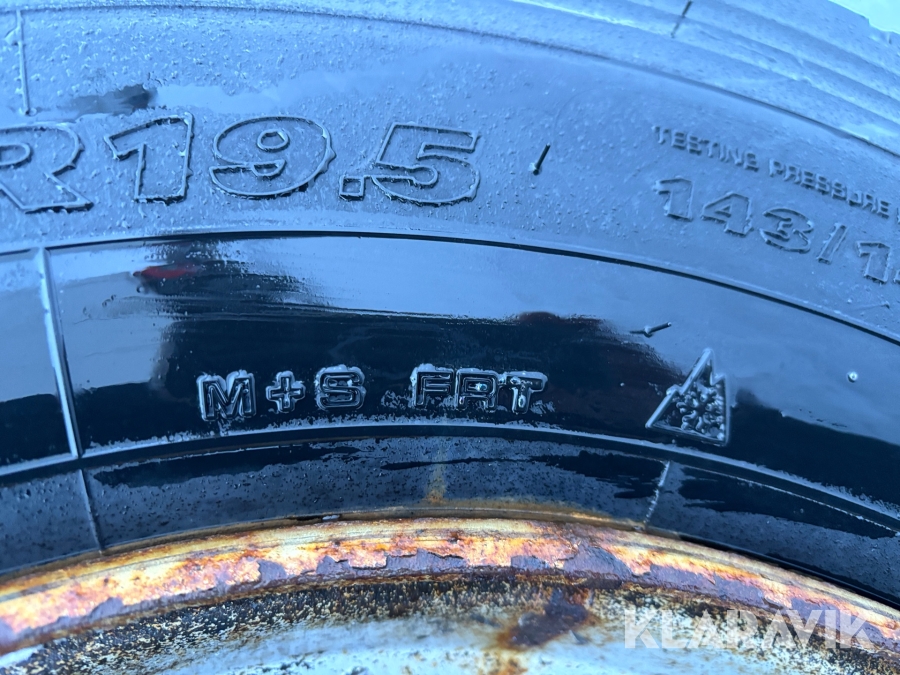 R19.5
TESTING PRESSURE
143/1
M+S FRT
KLARAVIK